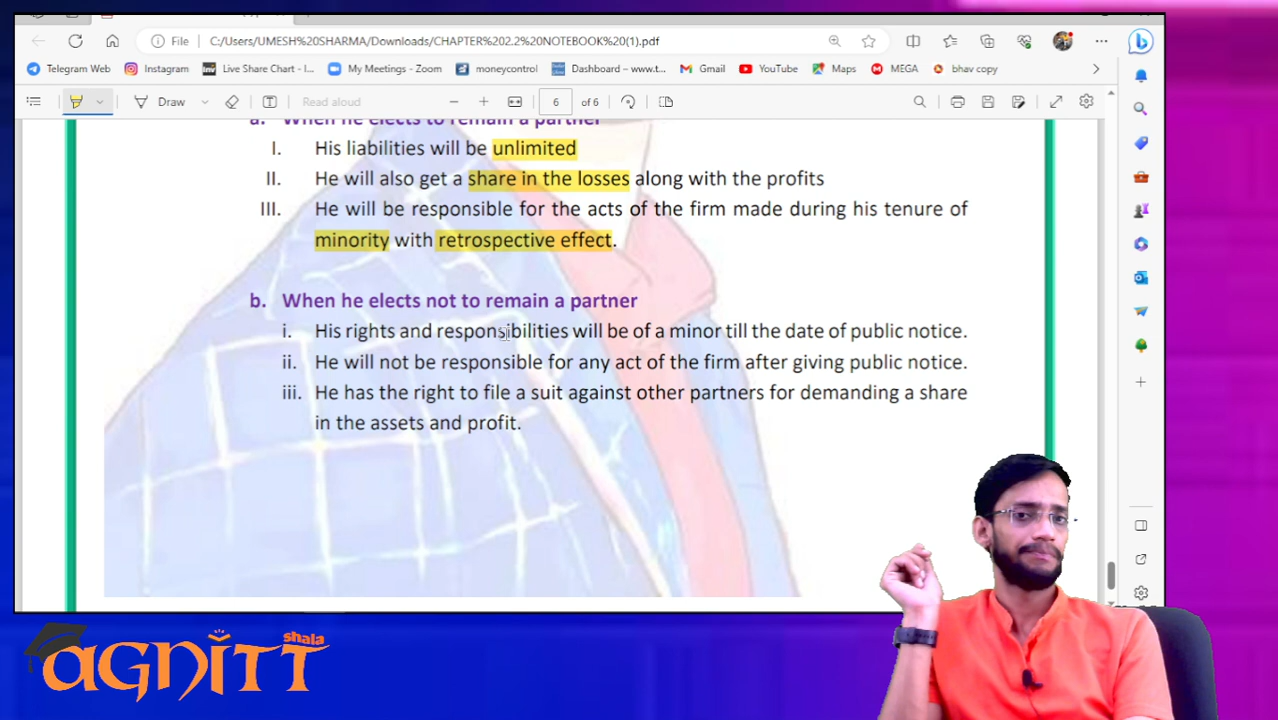 File C:/Users/UMESH%20SHARMA/Downloads/CHAPTER%202.2%20NOTEBOOK%20(1).pdf
Telegram Web Instagram Live Share Chart - I... My Meetings - Zoom moneycontrol Dashboard – www.t... Gmail YouTube Maps MEGA bhav copy
Draw Read aloud 6 of 6
a. When he elects to remain a partner
I. His liabilities will be unlimited
II. He will also get a share in the losses along with the profits
III. He will be responsible for the acts of the firm made during his tenure of
minority with retrospective effect.
b. When he elects not to remain a partner
i. His rights and responsibilities will be of a minor till the date of public notice.
ii. He will not be responsible for any act of the firm after giving public notice.
iii. He has the right to file a suit against other partners for demanding a share
in the assets and profit.
shala
aGNITT